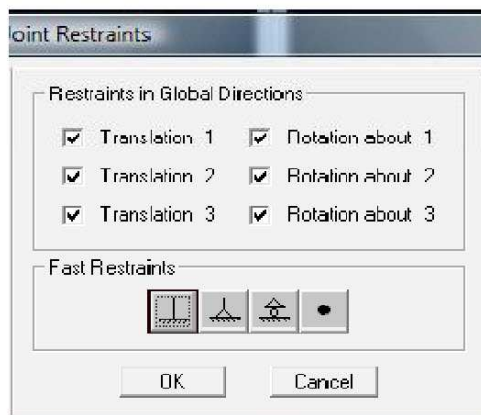 Joint Restraints
Restraints in Global Directions
Translation 1 Rotation about 1
Translation 2 Rotation about 2
Translation 3 Rotation about 3
Fast Restraints
OK Cancel